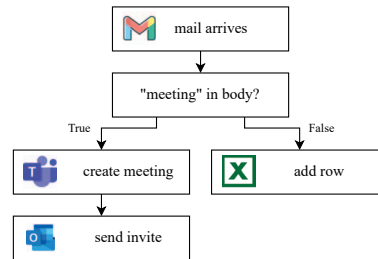 mail arrives
"meeting" in body?
True
False
create meeting
add row
send invite